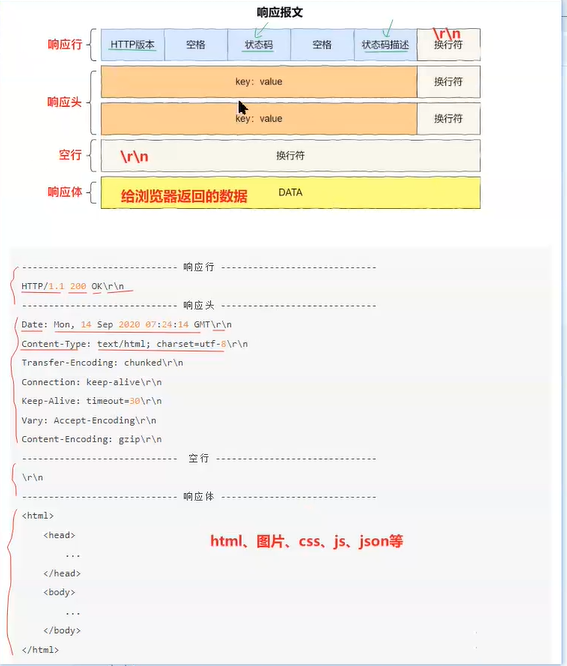 响应报文
响应行 HTTP版本 空格 状态码 空格 状态码描述 \r\n 换行符
响应头
key: value 换行符
key: value 换行符
空行 \r\n 换行符
响应体 给浏览器返回的数据 DATA
---------------------------- 响应行 ----------------------------
HTTP/1.1 200 OK\r\n
---------------------------- 响应头 ----------------------------
Date: Mon, 14 Sep 2020 07:24:14 GMT\r\n
Content-Type: text/html; charset=utf-8\r\n
Transfer-Encoding: chunked\r\n
Connection: keep-alive\r\n
Keep-Alive: timeout=30\r\n
Vary: Accept-Encoding\r\n
Content-Encoding: gzip\r\n
---------------------------- 空行 ----------------------------
\r\n
---------------------------- 响应体 ----------------------------
<html>
<head>
...
</head>
html、图片、css、js、json等
<body>
...
</body>
</html>